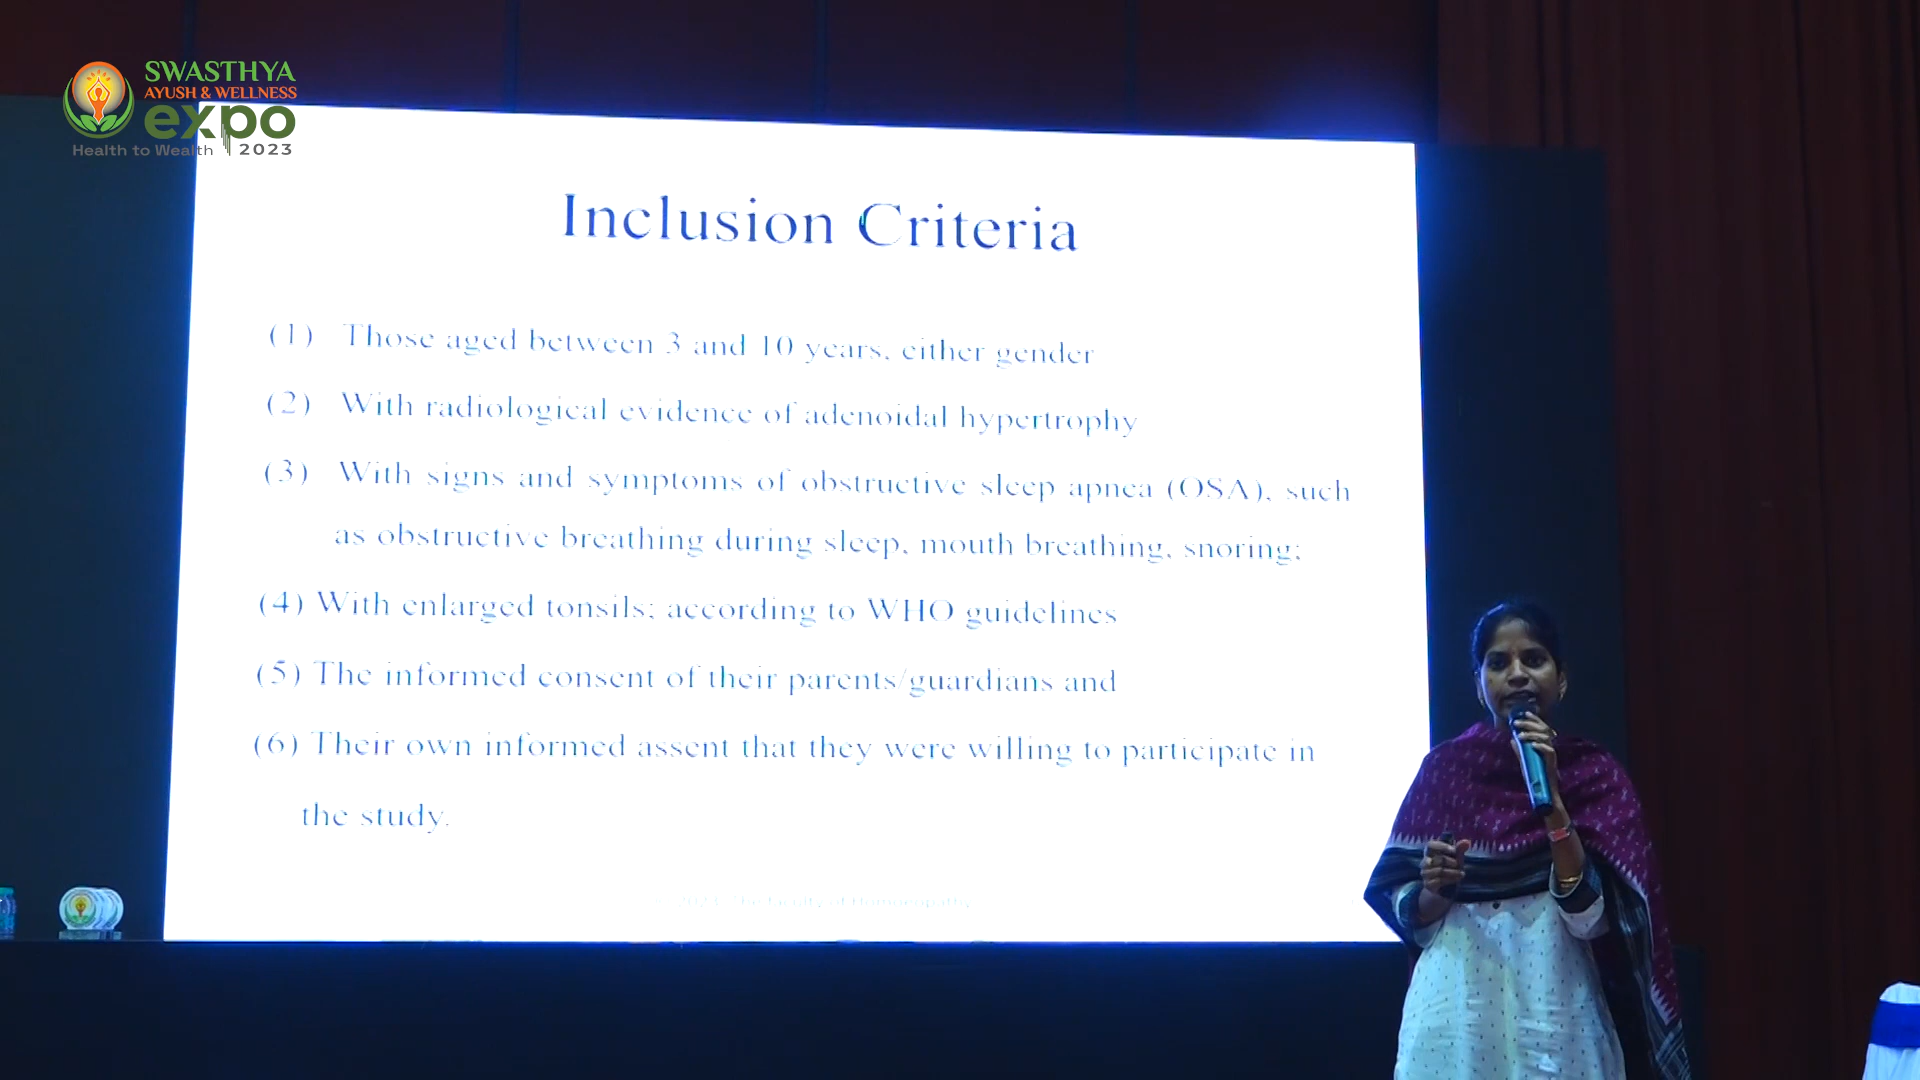 SWASTHYA
AYUSH & WELLNESS
expo
Health to Wealth 2023
Inclusion Criteria
(1) Those aged between 3 and 10 years, either gender
(2) With radiological evidence of adenoidal hypertrophy
(3) With signs and symptoms of obstructive sleep apnea (OSA), such
as obstructive breathing during sleep, mouth breathing, snoring;
(4) With enlarged tonsils; according to WHO guidelines
(5) The informed consent of their parents/guardians and
(6) Their own informed assent that they were willing to participate in
the study.
The Faculty of Homoeopathy